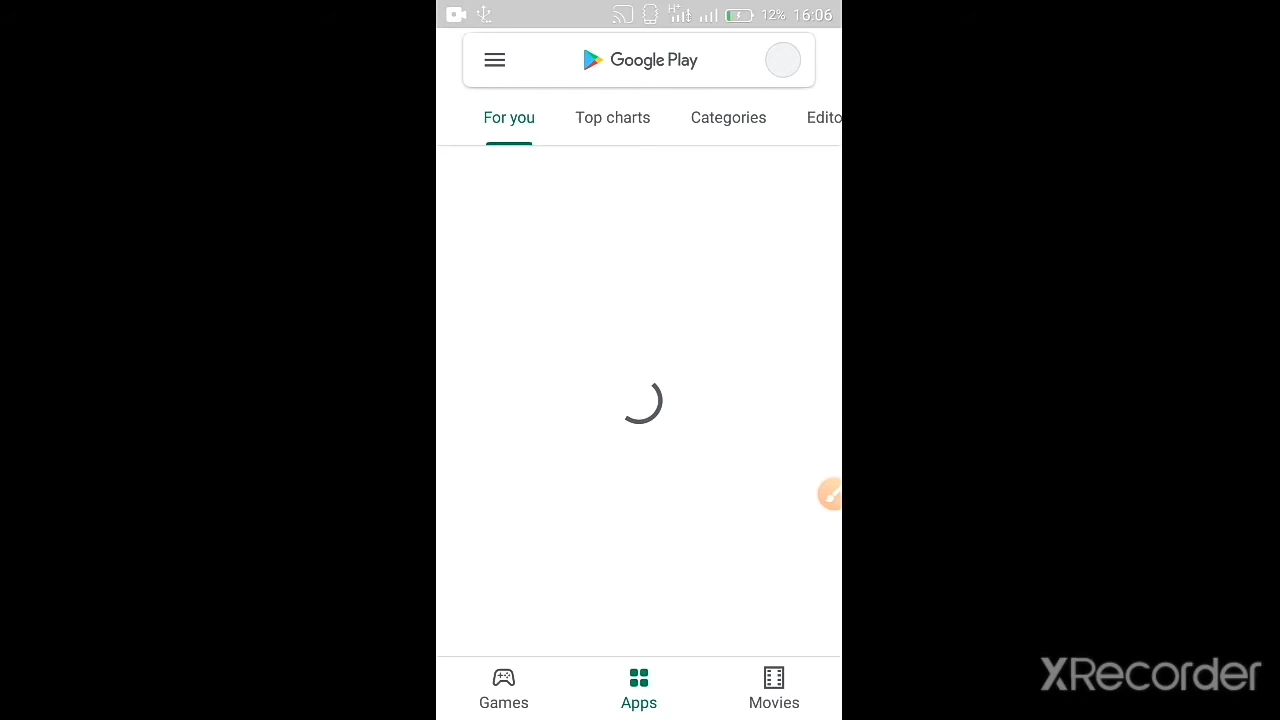 H+ 12% 16:06
Google Play
For you Top charts Categories Edito
Games Apps Movies
XRecorder